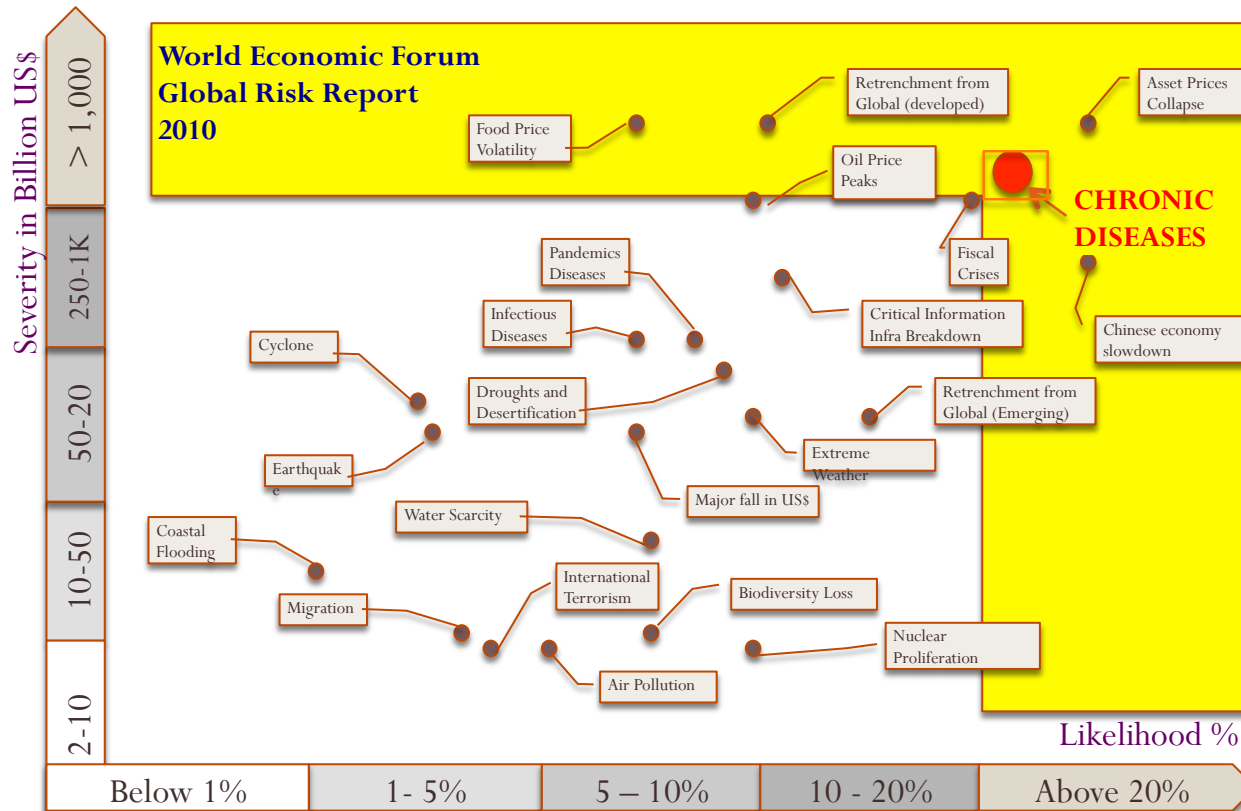 World Economic Forum
Global Risk Report
2010
Severity in Billion US$
> 1,000
250-1K
50-20
10-50
2-10
Food Price
Volatility
Retrenchment from
Global (developed)
Asset Prices
Collapse
Oil Price
Peaks
CHRONIC
DISEASES
Fiscal
Crises
Pandemics
Diseases
Infectious
Diseases
Critical Information
Infra Breakdown
Chinese economy
slowdown
Cyclone
Droughts and
Desertification
Retrenchment from
Global (Emerging)
Earthquak
e
Extreme
Weather
Major fall in US$
Water Scarcity
Coastal
Flooding
International
Terrorism
Biodiversity Loss
Migration
Nuclear
Proliferation
Air Pollution
Likelihood %
Below 1%
1- 5%
5 – 10%
10 - 20%
Above 20%